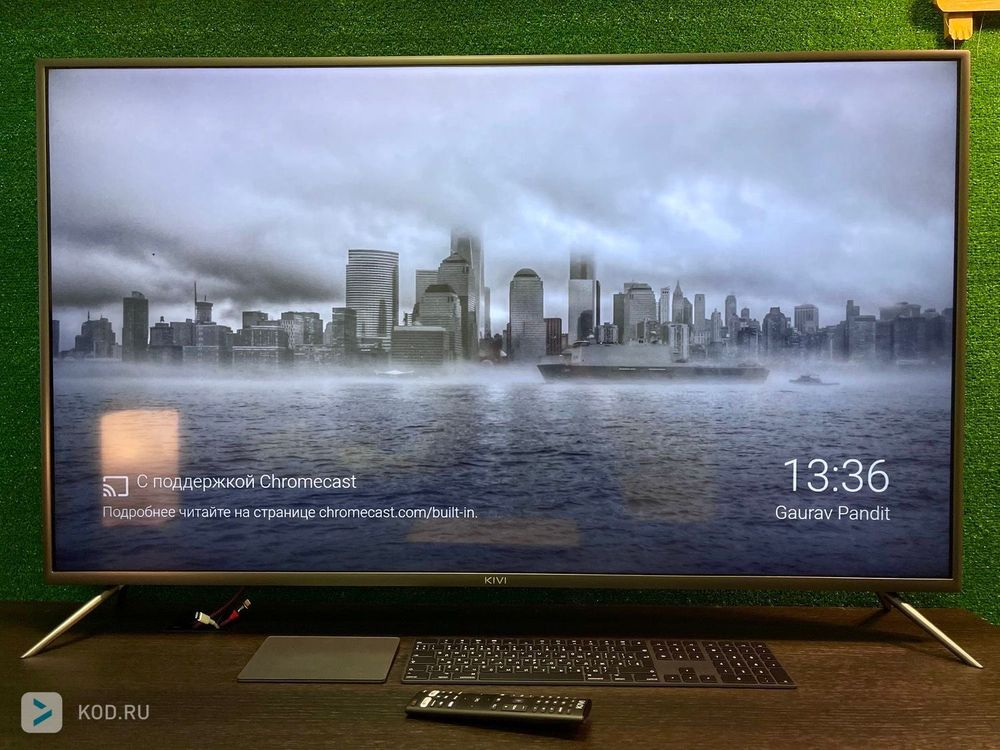 С поддержкой Chromecast
Подробнее читайте на странице chromecast.com/built-in.
13:36
Gaurav Pandit
KIVI
KOD.RU